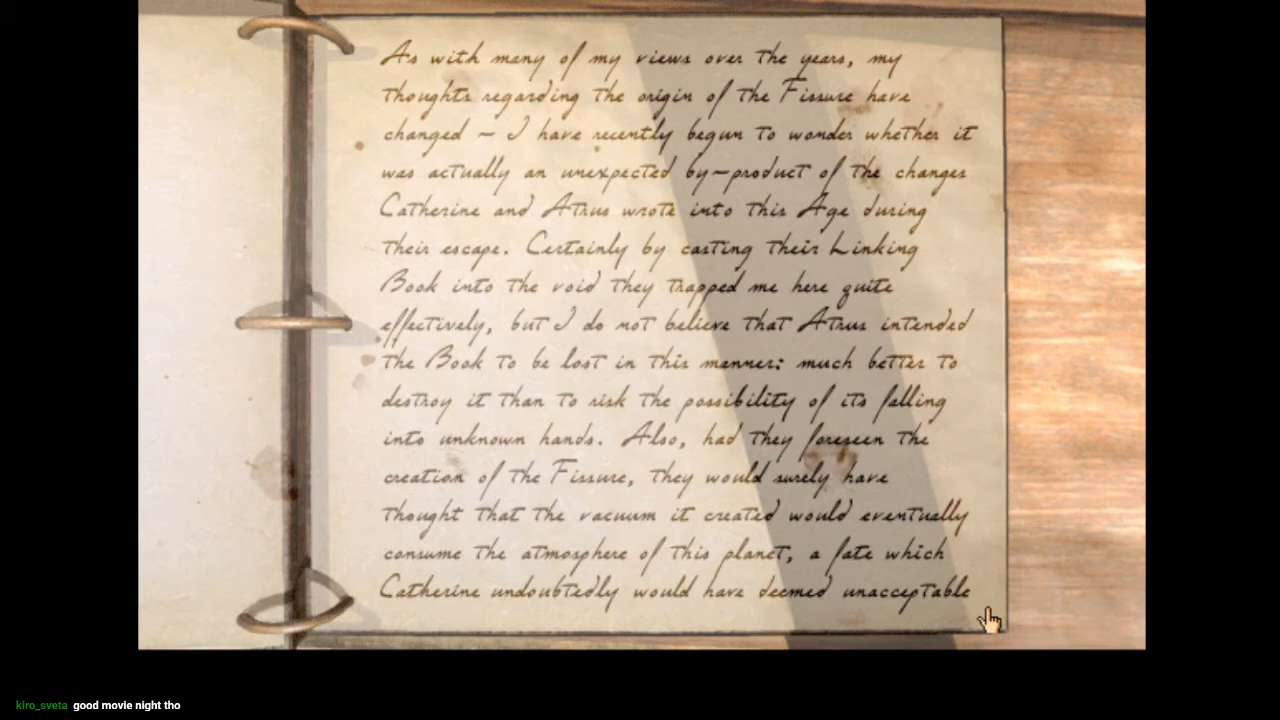 As with many of my views over the years, my
thoughts regarding the origin of the Fissure have
changed – I have recently begun to wonder whether it
was actually an unexpected by-product of the changes
Catherine and Atrus wrote into this Age during
their escape. Certainly by casting their Linking
Book into the void they trapped me here quite
effectively, but I do not believe that Atrus intended
the Book to be lost in this manner: much better to
destroy it than to risk the possibility of its falling
into unknown hands. Also, had they foreseen the
creation of the Fissure, they would surely have
thought that the vacuum it created would eventually
consume the atmosphere of this planet, a fate which
Catherine undoubtedly would have deemed unacceptable
kiro_sveta good movie night tho